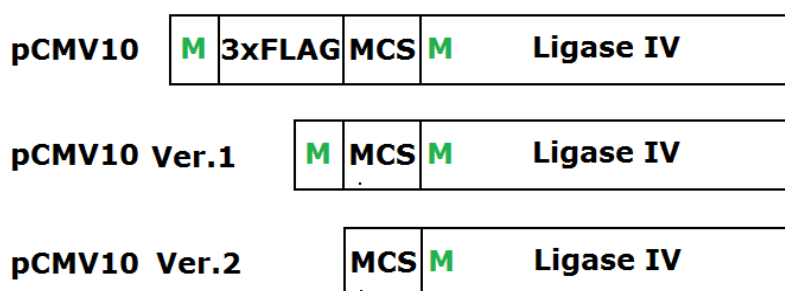 pCMV10 M 3xFLAG MCS M Ligase IV
pCMV10 Ver.1 M MCS M Ligase IV
pCMV10 Ver.2 MCS M Ligase IV